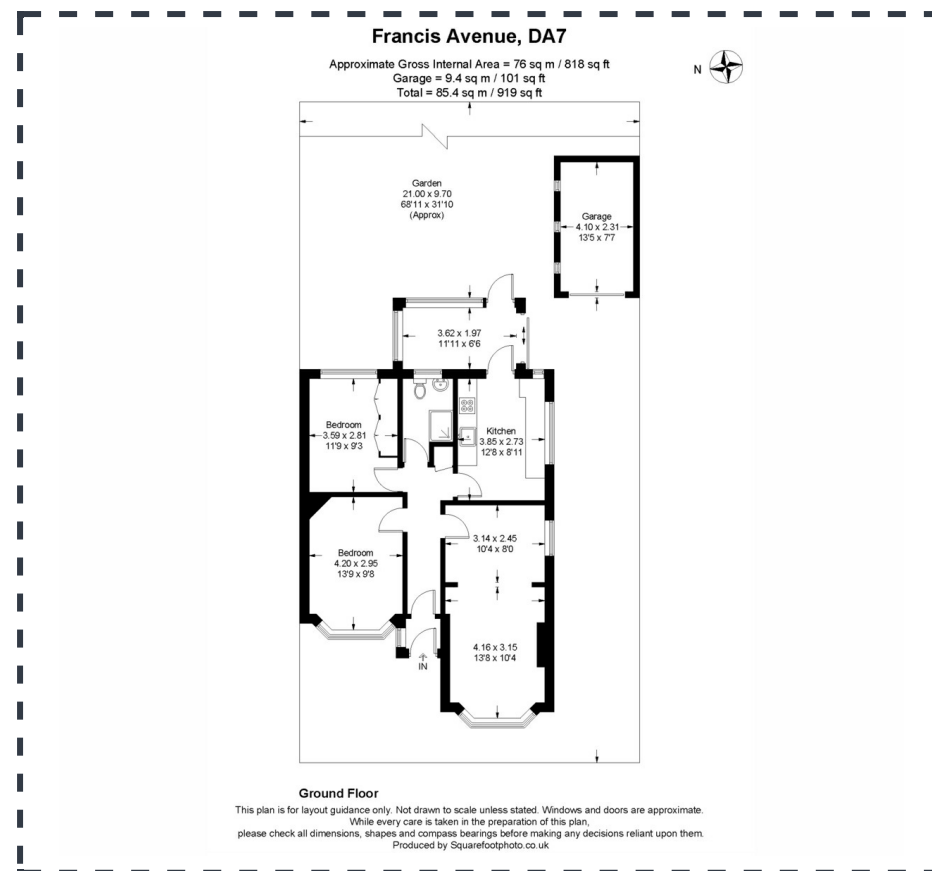 Francis Avenue, DA7
Approximate Gross Internal Area = 76 sq m / 818 sq ft
Garage = 9.4 sq m / 101 sq ft
Total = 85.4 sq m / 919 sq ft
N
Garden
21.00 x 9.70
68'11 x 31'10
(Approx)
Garage
4.10 x 2.31
13'5 x 7'7
3.62 x 1.97
11'11 x 6'6
Bedroom
3.59 x 2.81
11'9 x 9'3
Kitchen
3.85 x 2.73
12'8 x 8'11
Bedroom
4.20 x 2.95
13'9 x 9'8
3.14 x 2.45
10'4 x 8'0
4.16 x 3.15
13'8 x 10'4
IN
Ground Floor
This plan is for layout guidance only. Not drawn to scale unless stated. Windows and doors are approximate.
While every care is taken in the preparation of this plan,
please check all dimensions, shapes and compass bearings before making any decisions reliant upon them.
Produced by Squarefootphoto.co.uk